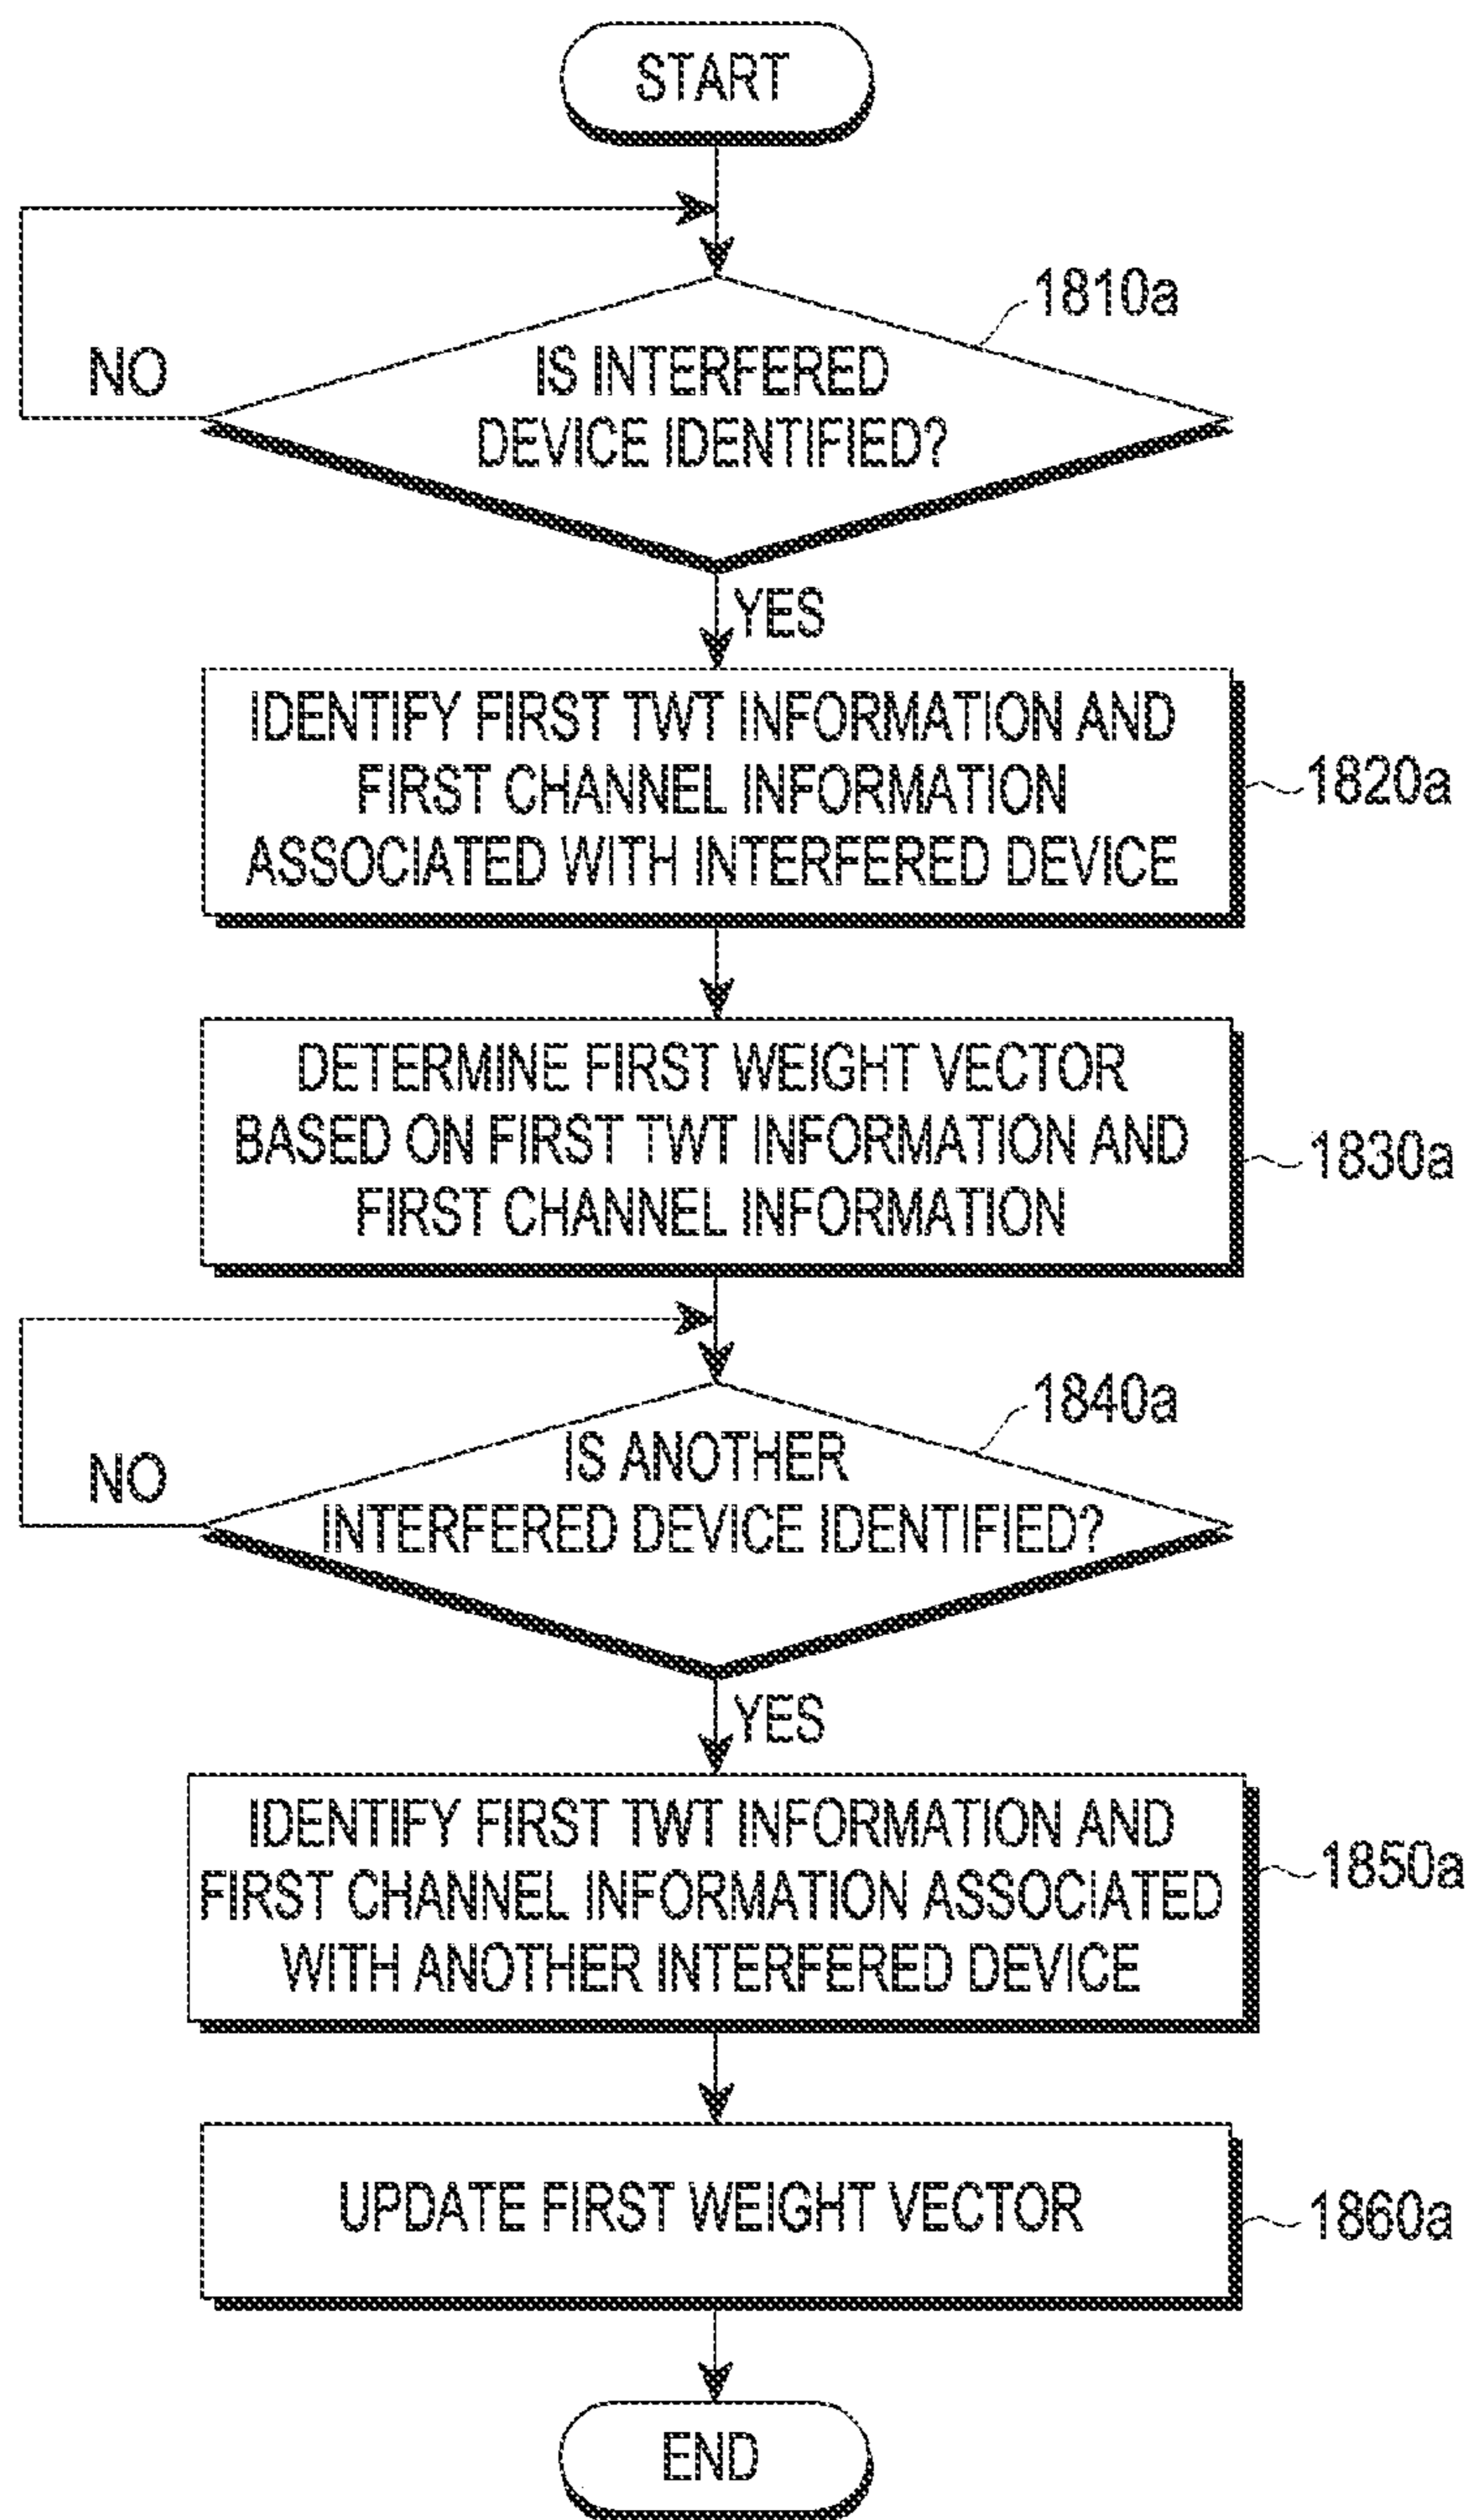 START
1810a
NO
IS INTERFERED
DEVICE IDENTIFIED?
YES
IDENTIFY FIRST TWT INFORMATION AND
FIRST CHANNEL INFORMATION
ASSOCIATED WITH INTERFERED DEVICE
1820a
DETERMINE FIRST WEIGHT VECTOR
BASED ON FIRST TWT INFORMATION AND
FIRST CHANNEL INFORMATION
1830a
1840a
NO
IS ANOTHER
INTERFERED DEVICE IDENTIFIED?
YES
IDENTIFY FIRST TWT INFORMATION AND
FIRST CHANNEL INFORMATION ASSOCIATED
WITH ANOTHER INTERFERED DEVICE
1850a
UPDATE FIRST WEIGHT VECTOR
1860a
END